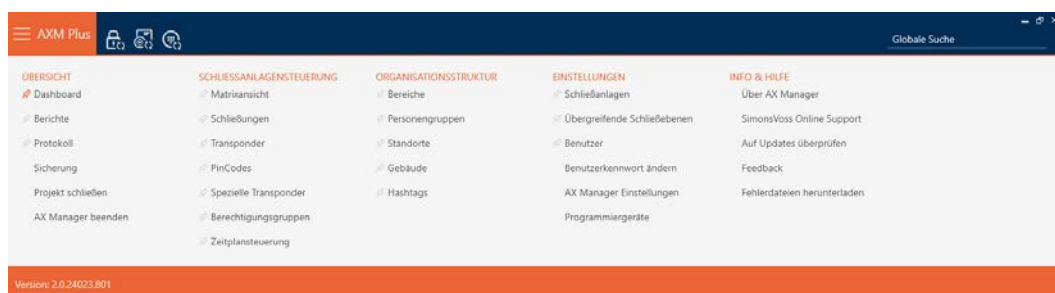 AXM Plus
Globale Suche
ÜBERSICHT
Dashboard
Berichte
Protokoll
Sicherung
Projekt schließen
AX Manager beenden
SCHLIESSANLAGENSTEUERUNG
Matrixansicht
Schließungen
Transponder
PinCodes
Spezielle Transponder
Berechtigungsgruppen
Zeitplansteuerung
ORGANISATIONSSTRUKTUR
Bereiche
Personengruppen
Standorte
Gebäude
Hashtags
EINSTELLUNGEN
Schließanlagen
Übergreifende Schließebenen
Benutzer
Benutzerkennwort ändern
AX Manager Einstellungen
Programmiergeräte
INFO & HILFE
Über AX Manager
SimonsVoss Online Support
Auf Updates überprüfen
Feedback
Fehlerdateien herunterladen
Version: 2.0.24023.801